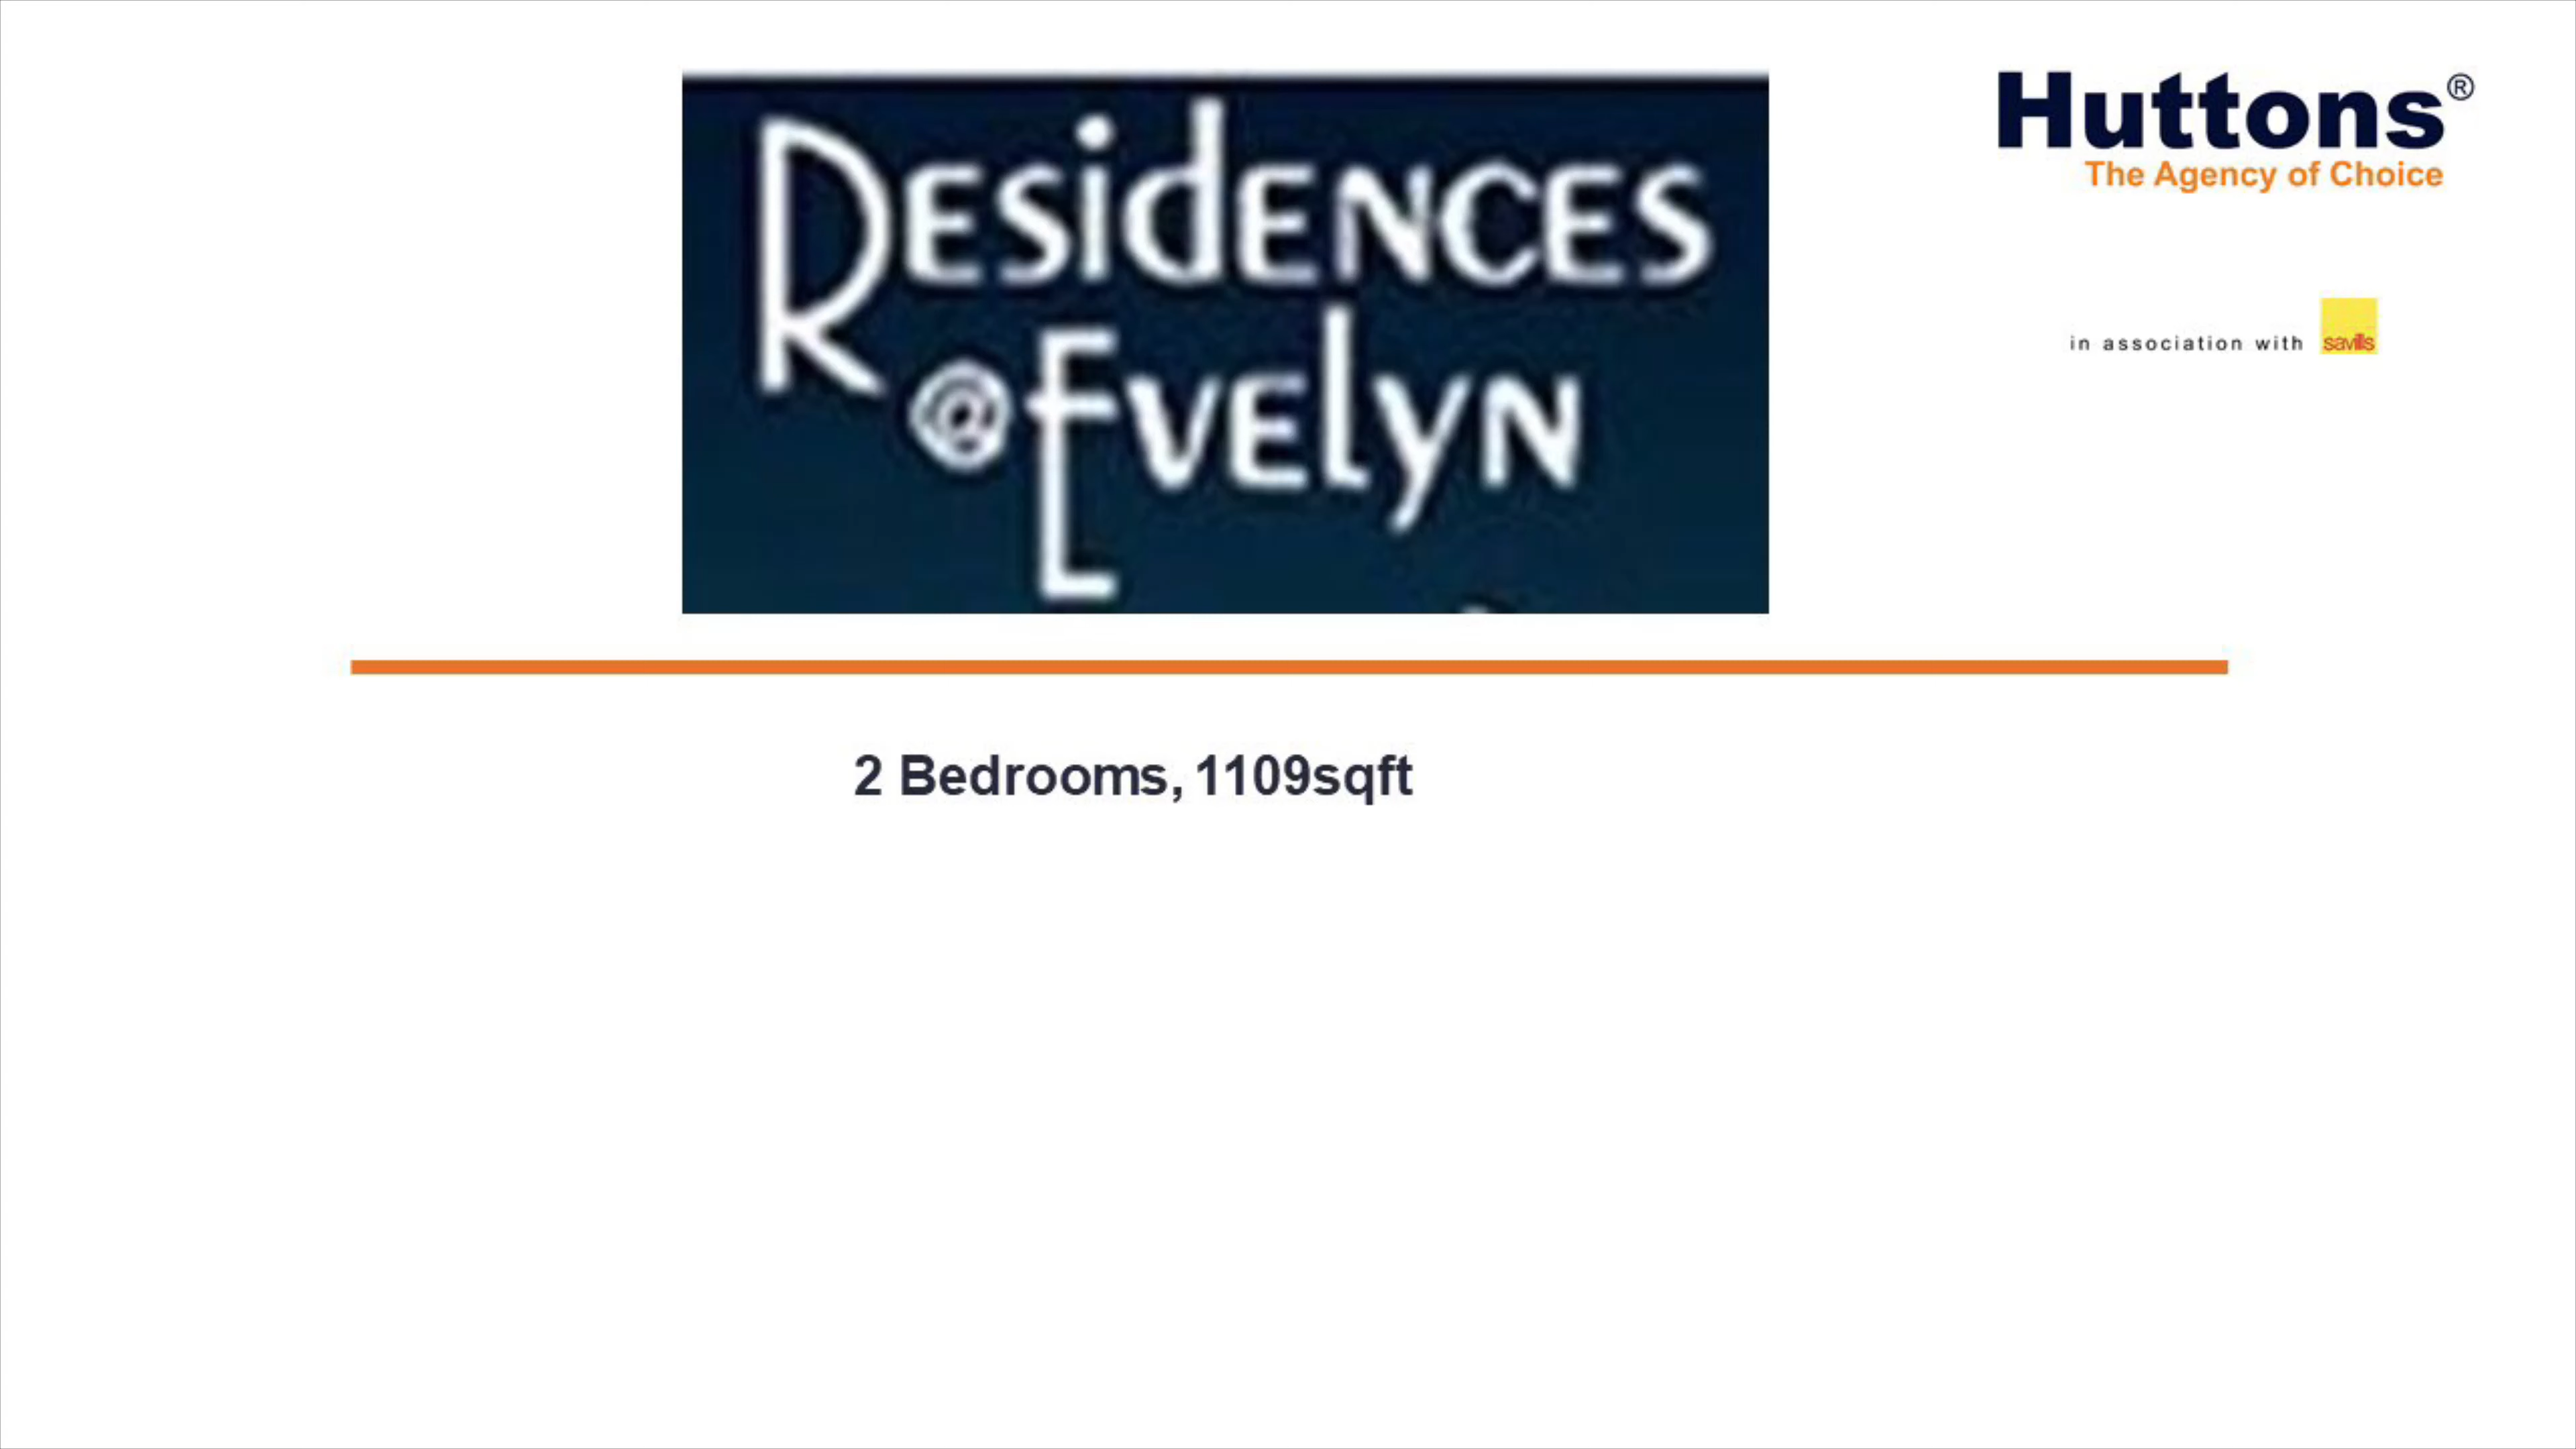 Residences
@Evelyn
Huttons®
The Agency of Choice
in association with savills
2 Bedrooms, 1109sqft